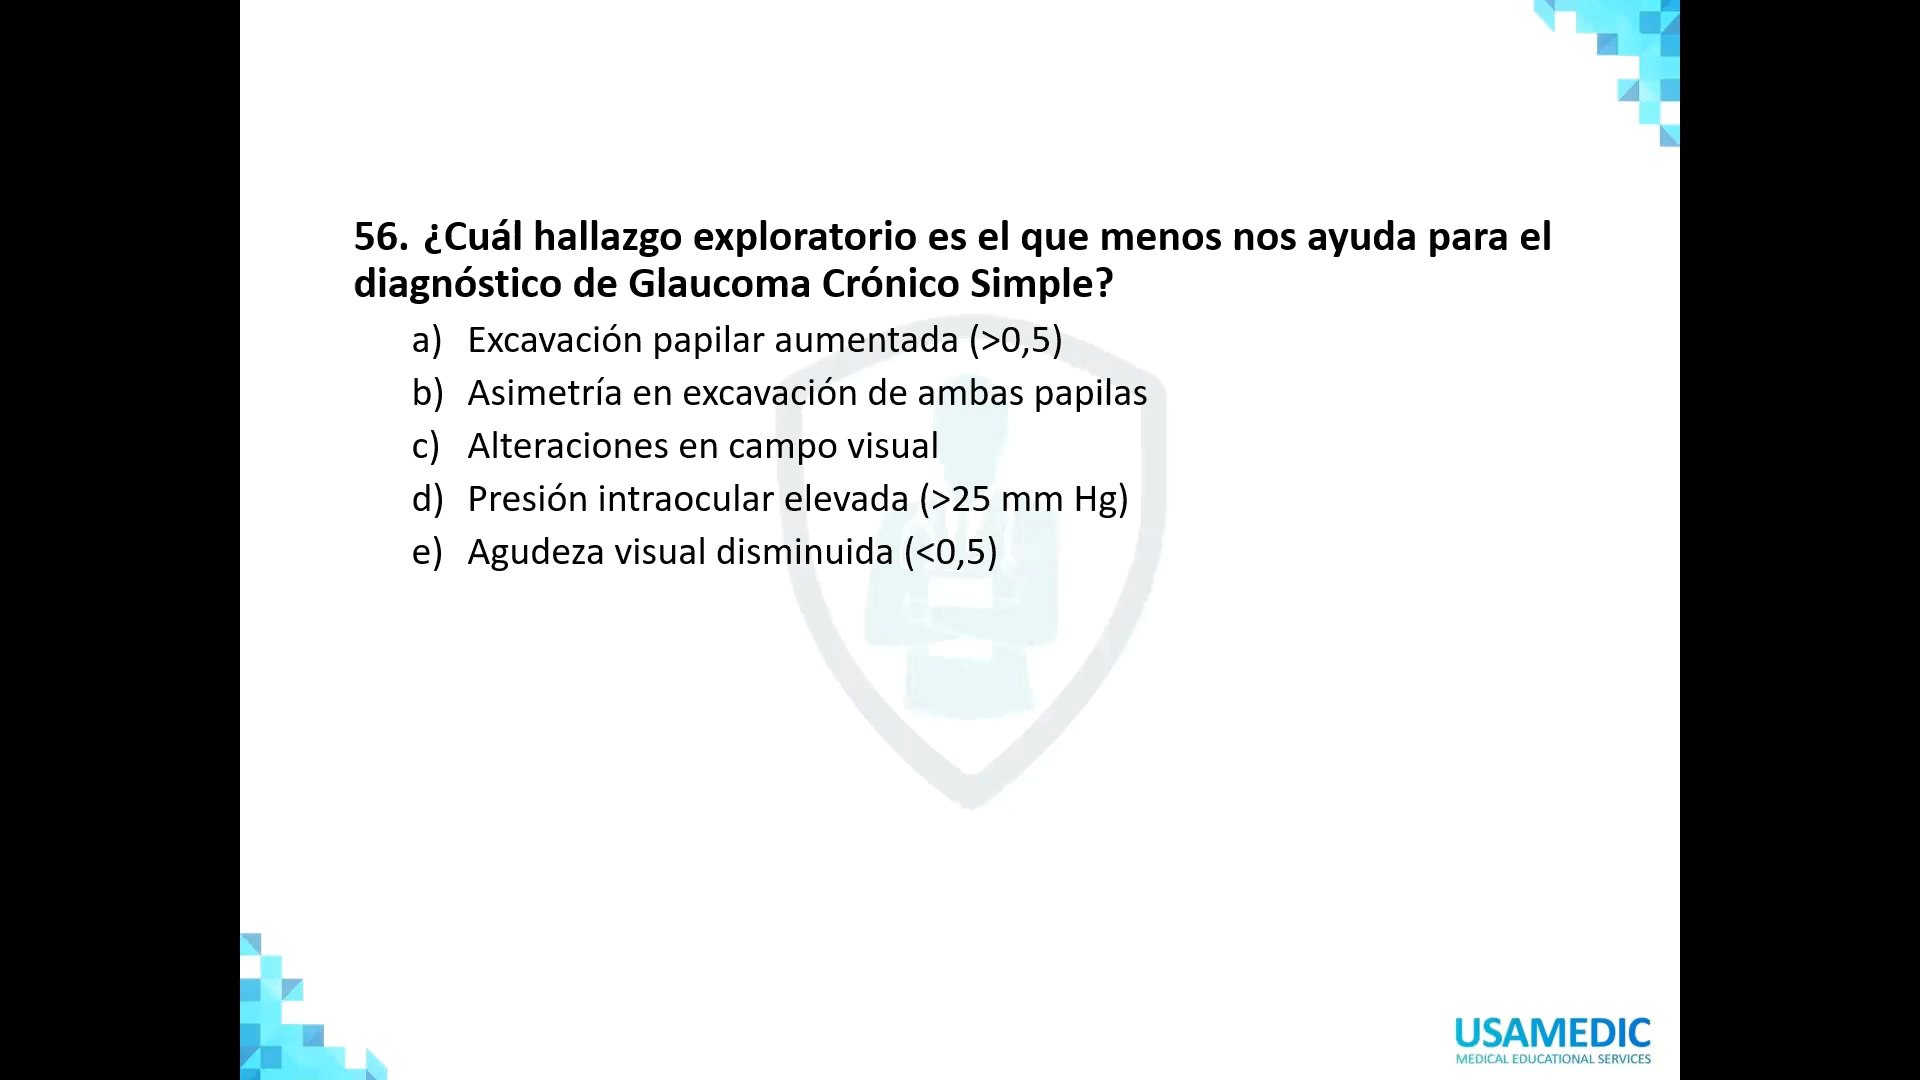 56. ¿Cuál hallazgo exploratorio es el que menos nos ayuda para el
diagnóstico de Glaucoma Crónico Simple?
a) Excavación papilar aumentada (>0,5)
b) Asimetría en excavación de ambas papilas
c) Alteraciones en campo visual
d) Presión intraocular elevada (>25 mm Hg)
e) Agudeza visual disminuida (<0,5)
USAMEDIC
MEDICAL EDUCATIONAL SERVICES